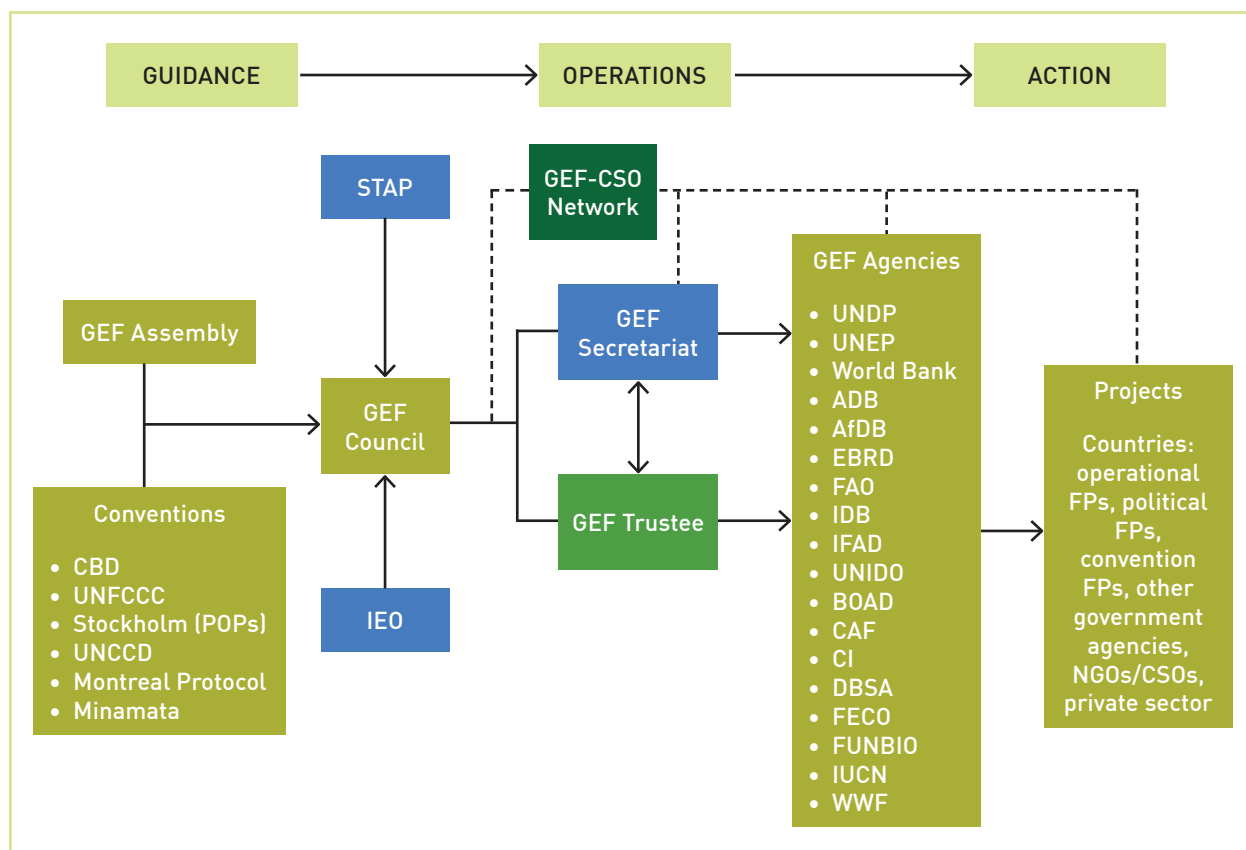 GUIDANCE
OPERATIONS
ACTION
STAP
GEF-CSO
Network
GEF Assembly
GEF
Council
Conventions
• CBD
• UNFCCC
• Stockholm (POPs)
• UNCCD
• Montreal Protocol
• Minamata
IEO
GEF
Secretariat
GEF Trustee
GEF Agencies
• UNDP
• UNEP
• World Bank
• ADB
• AfDB
• EBRD
• FAO
• IDB
• IFAD
• UNIDO
• BOAD
• CAF
• CI
• DBSA
• FECO
• FUNBIO
• IUCN
• WWF
Projects
Countries:
operational
FPs, political
FPs,
convention
FPs, other
government
agencies,
NGOs/CSOs,
private sector